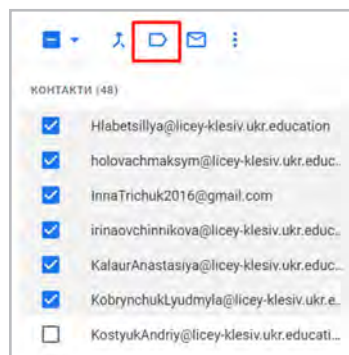 КОНТАКТИ (48)
Hlabetsillya@licey-klesiv.ukr.education
holovachmaksym@licey-klesiv.ukr.educ..
InnaTrichuk2016@gmail.com
irinaovchinnikova@licey-klesiv.ukr.educ..
KalaurAnastasiya@licey-klesiv.ukr.educ..
KobrynchukLyudmyla@licey-klesiv.ukr.e..
KostyukAndriy@licey-klesiv.ukr.educati...